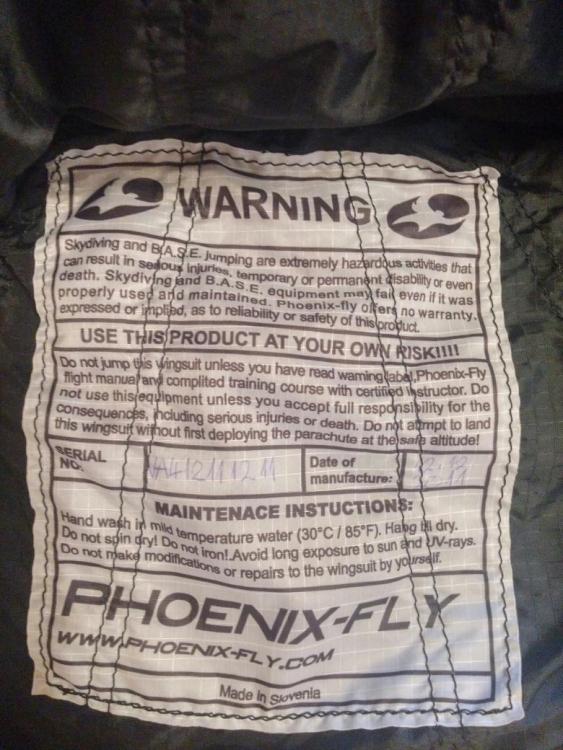 WARNING
Skydiving and B.A.S.E. jumping are extremely hazardous activities that
can result in serious injuries, temporary or permanent disability or even
death. Skydiving and B.A.S.E. equipment may fail even if it was
properly used and maintained. Phoenix-fly offers no warranty,
expressed or implied, as to reliability or safety of this product.
USE THIS PRODUCT AT YOUR OWN RISK!!!!
Do not jump this wingsuit unless you have read warning label, Phoenix-Fly
flight manual and complited training course with certified instructor. Do
not use this equipment unless you accept full responsibility for the
consequences, including serious injuries or death. Do not attempt to land
this wingsuit without first deploying the parachute at the safe altitude!
SERIAL
NO:
Date of
manufacture:
MAINTENACE INSTUCTIONS:
Hand wash in mild temperature water (30°C / 85°F). Hang till dry.
Do not spin dry! Do not iron!.Avoid long exposure to sun and UV-rays.
Do not make modifications or repairs to the wingsuit by yourself.
PHOENIX-FLY
WWW.PHOENIX-FLY.COM
Made in Slovenia